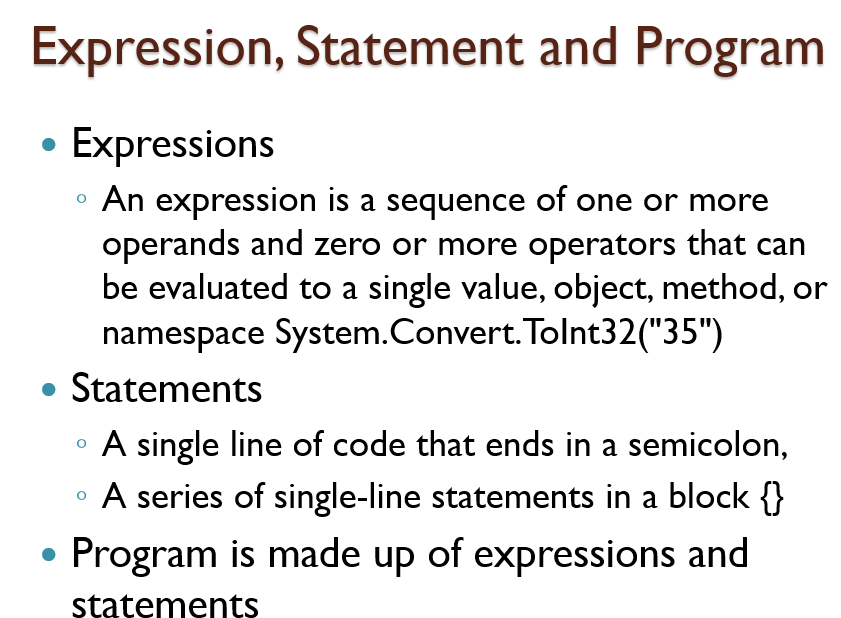 Expression, Statement and Program
• Expressions
◦ An expression is a sequence of one or more
operands and zero or more operators that can
be evaluated to a single value, object, method, or
namespace System.Convert.ToInt32("35")
• Statements
◦ A single line of code that ends in a semicolon,
◦ A series of single-line statements in a block {}
• Program is made up of expressions and
statements